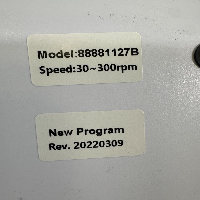 Model:88881127B
Speed:30~300rpm
New Program
Rev. 20220309